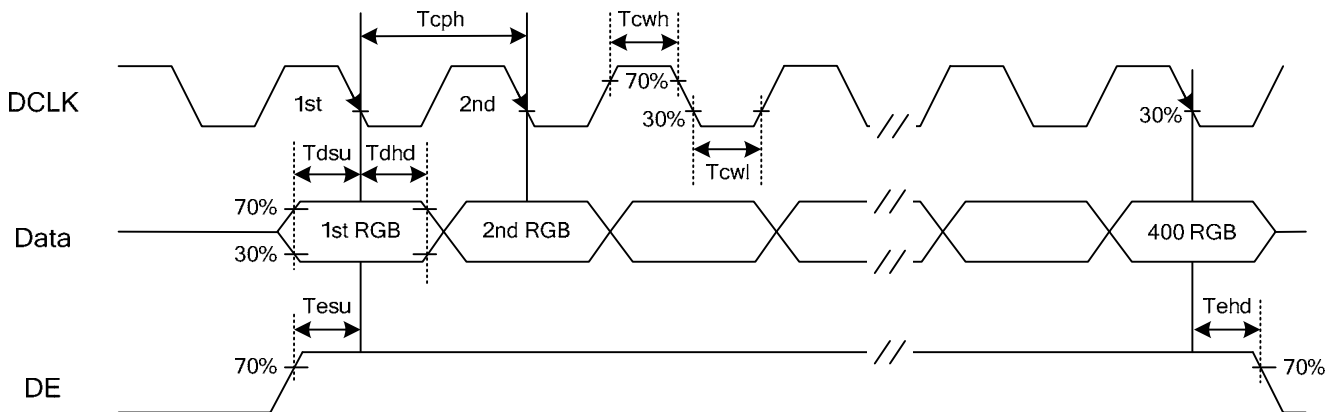 Tcph
Tcwh
DCLK
1st
2nd
70%
30%
30%
Tdsu
Tdhd
Tcwl
Data
70%
30%
1st RGB
2nd RGB
400 RGB
Tesu
Tehd
DE
70%
70%